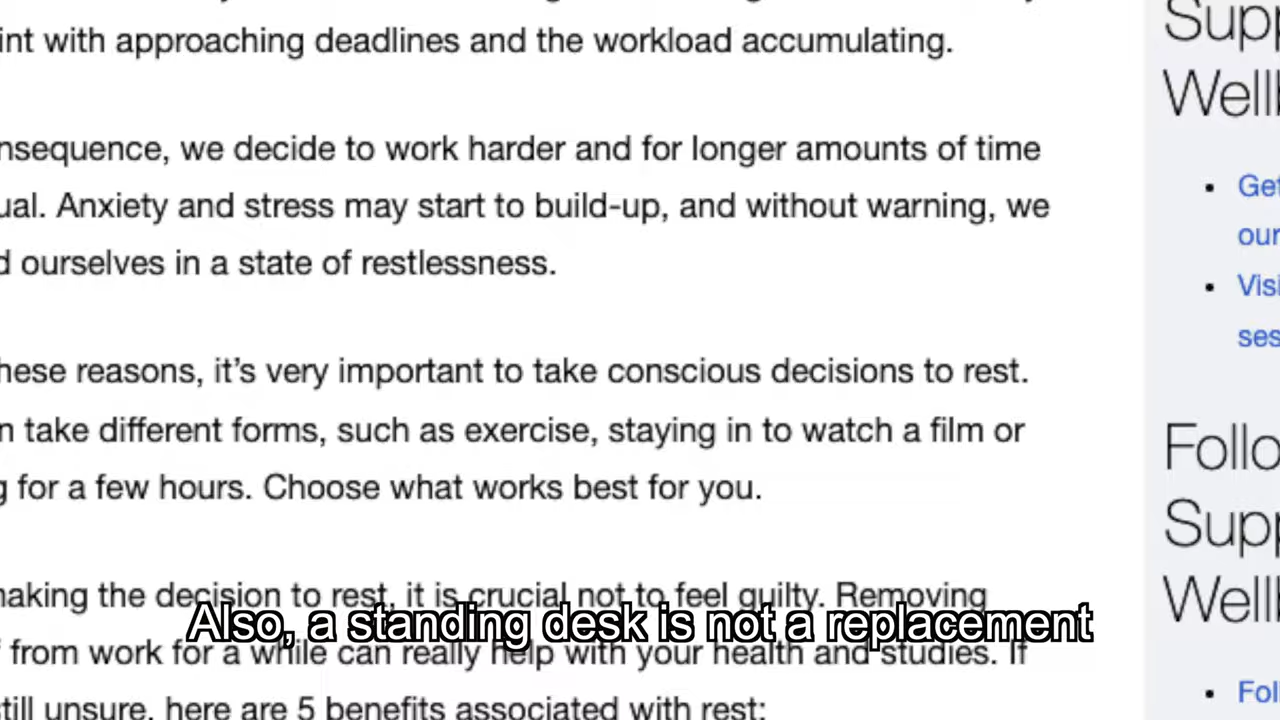 int with approaching deadlines and the workload accumulating.
nsequence, we decide to work harder and for longer amounts of time
ual. Anxiety and stress may start to build-up, and without warning, we
d ourselves in a state of restlessness.
hese reasons, it's very important to take conscious decisions to rest.
n take different forms, such as exercise, staying in to watch a film or
g for a few hours. Choose what works best for you.
naking the decision to rest, it is crucial not to feel guilty. Removing
from work for a while can really help with your health and studies. If
still unsure, here are 5 benefits associated with rest:
Also, a standing desk is not a replacement
Supp
Well
• Get
our
• Visi
ses
Follo
Supp
Well
• Foll